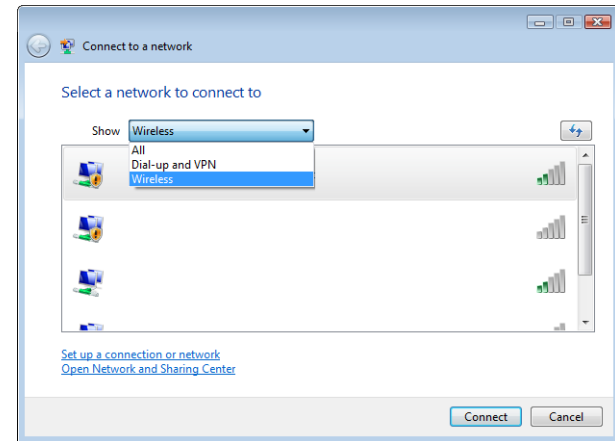 Connect to a network
Select a network to connect to
Show Wireless
All
Dial-up and VPN
Wireless
Set up a connection or network
Open Network and Sharing Center
Connect Cancel